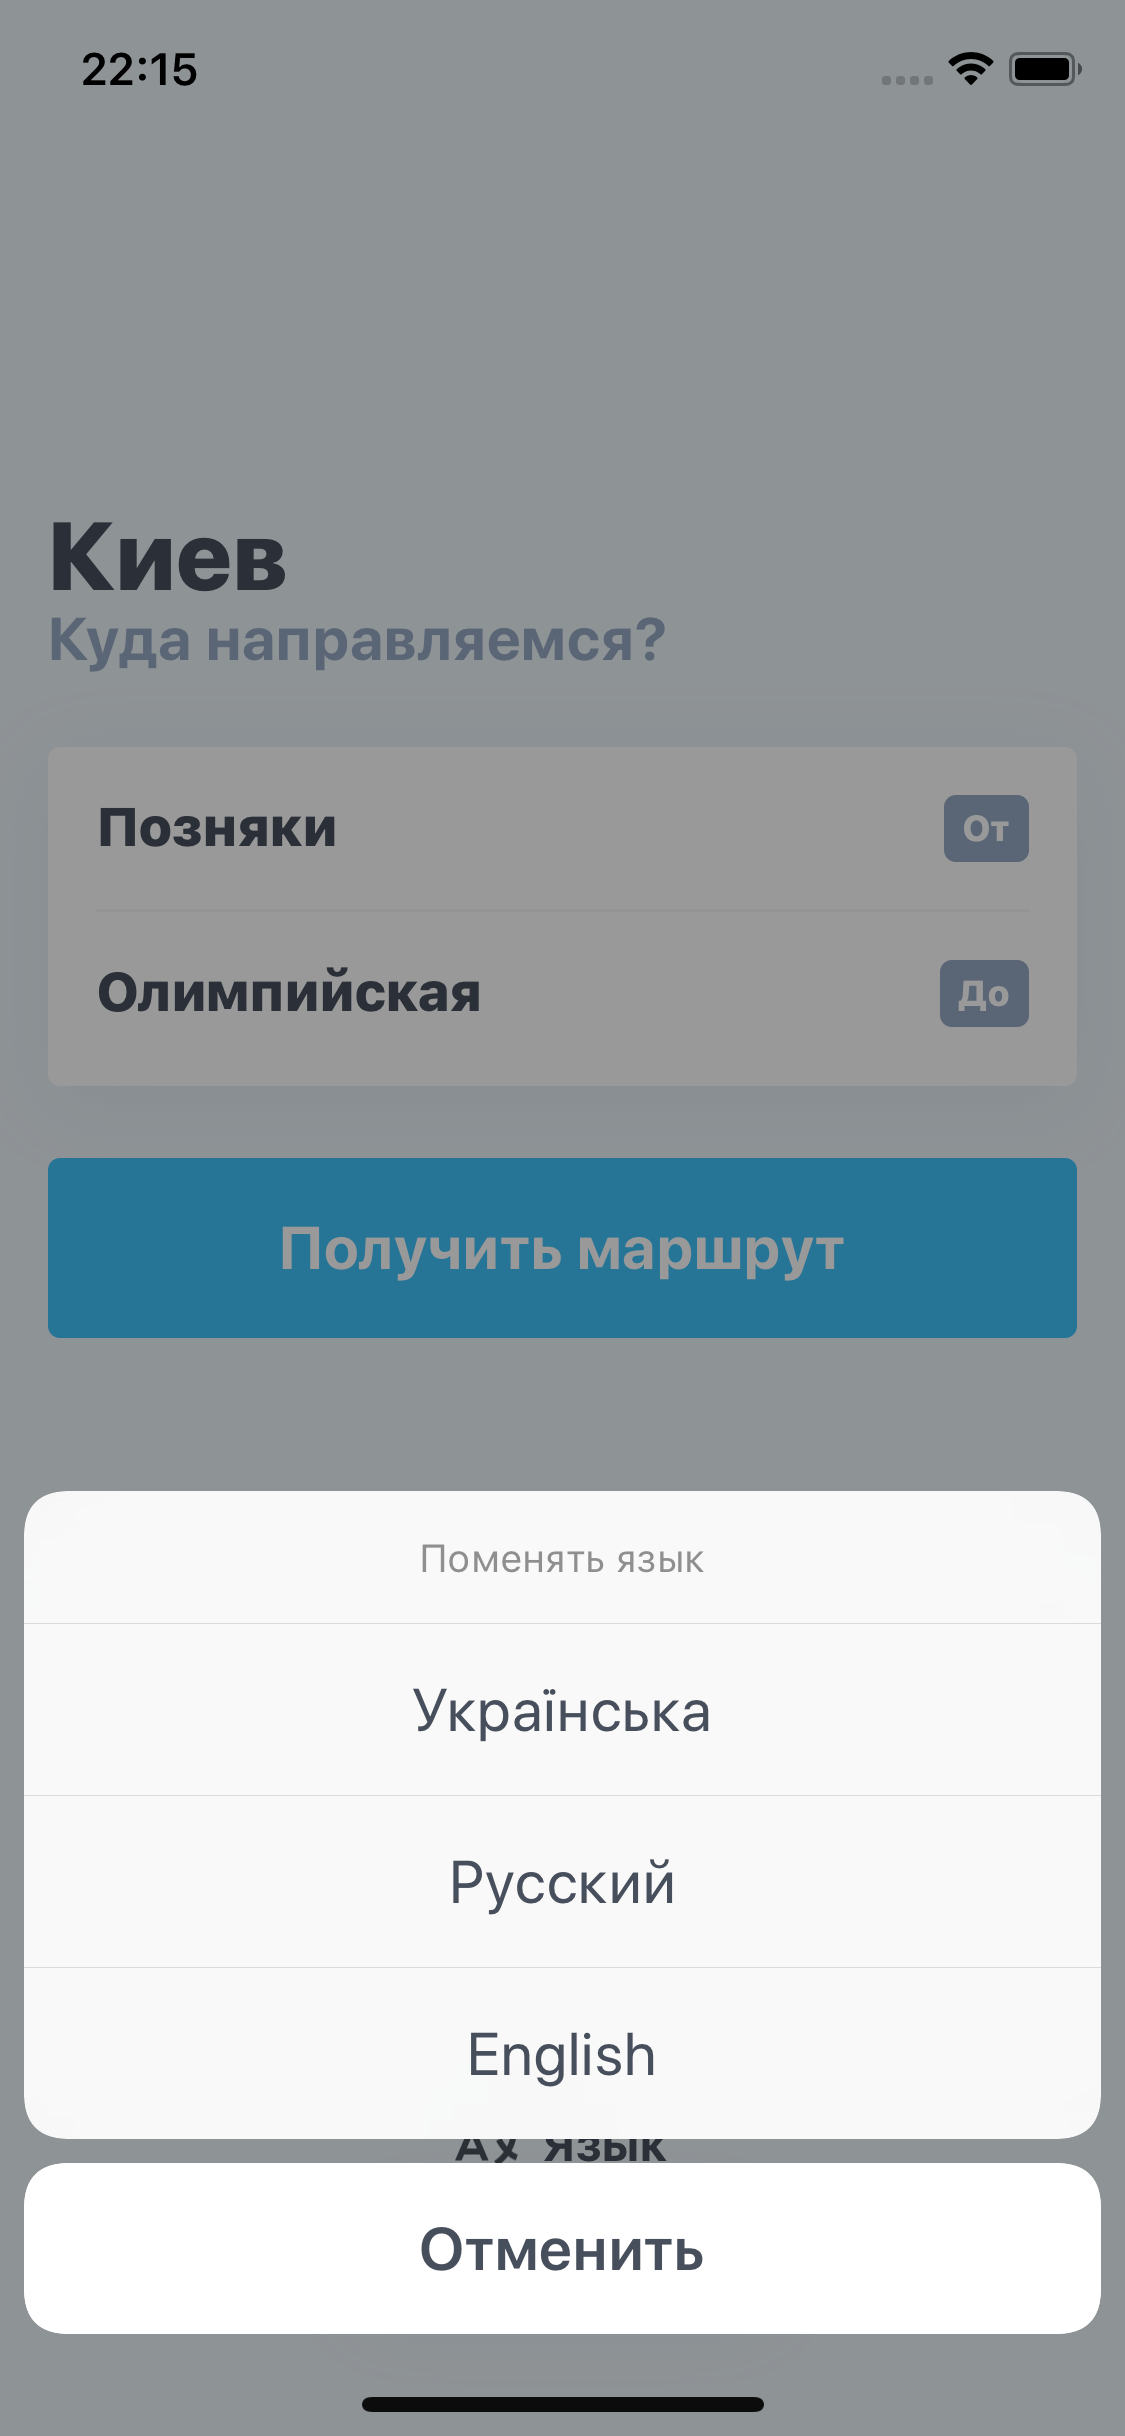 22:15
Киев
Куда направляемся?
Позняки
От
Олимпийская
До
Получить маршрут
Поменять язык
Українська
Русский
English
Язык
Отменить